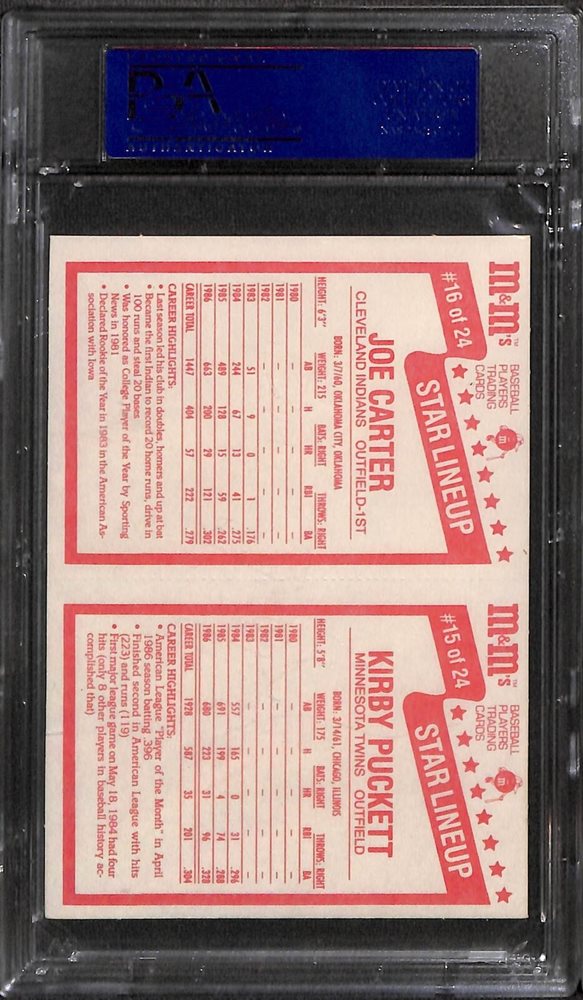 PSA
M&M's™
BASEBALL
PLAYERS
TRADING
CARDS
#16 of 24
STAR LINEUP
JOE CARTER
CLEVELAND INDIANS OUTFIELD-1ST
BORN: 3/7/60, OKLAHOMA CITY, OKLAHOMA
HEIGHT: 6'3" WEIGHT: 215 BATS: RIGHT THROWS: RIGHT
AB H HR RBI BA
1980 – – – – –
1981 – – – – –
1982 – – – – –
1983 51 9 0 1 .176
1984 244 67 13 41 .275
1985 489 128 15 59 .262
1986 663 200 29 121 .302
CAREER TOTAL 1447 404 57 222 .279
CAREER HIGHLIGHTS:
• Last season led his club in doubles, homers and up at bat
• Became the first Indian to record 20 home runs, drive in
100 runs and steal 20 bases
• Was honored as College Player of the Year by Sporting
News in 1981
• Declared Rookie of the Year in 1983 in the American As-
sociation with Iowa
M&M's™
BASEBALL
PLAYERS
TRADING
CARDS
#15 of 24
STAR LINEUP
KIRBY PUCKETT
MINNESOTA TWINS OUTFIELD
BORN: 3/14/61, CHICAGO, ILLINOIS
HEIGHT: 5'8" WEIGHT: 175 BATS: RIGHT THROWS: RIGHT
AB H HR RBI BA
1980 – – – – –
1981 – – – – –
1982 – – – – –
1983 – – – – –
1984 557 165 0 31 .296
1985 691 199 4 74 .288
1986 680 223 31 96 .328
CAREER TOTAL 1928 587 35 201 .304
CAREER HIGHLIGHTS:
• American League "Player of the Month" in April
1986 season batting .396
• Finished second in American League with hits
(223) and runs (119)
• First major league game on May 18, 1984 had four
hits (only 8 other players in baseball history ac-
complished that)